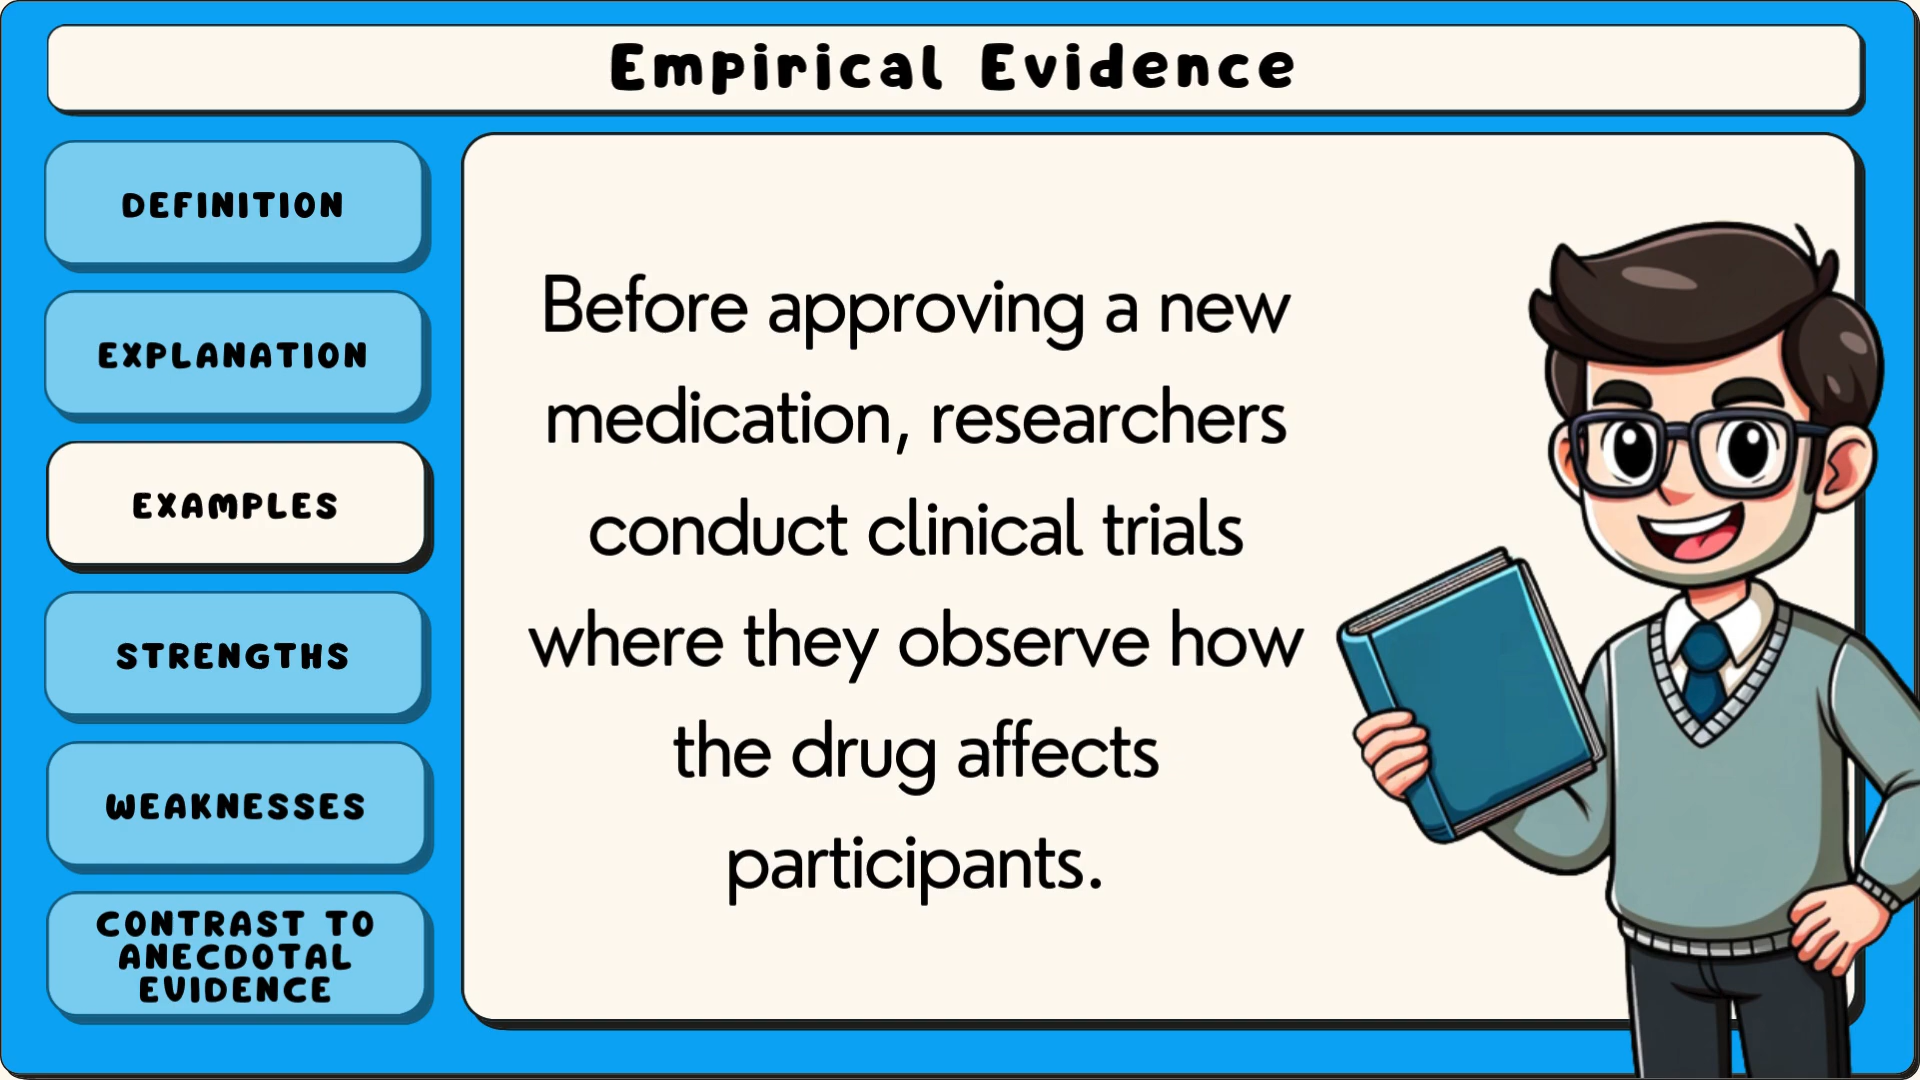 Empirical Evidence
DEFINITION
EXPLANATION
EXAMPLES
STRENGTHS
WEAKNESSES
CONTRAST TO
ANECDOTAL
EVIDENCE
Before approving a new
medication, researchers
conduct clinical trials
where they observe how
the drug affects
participants.